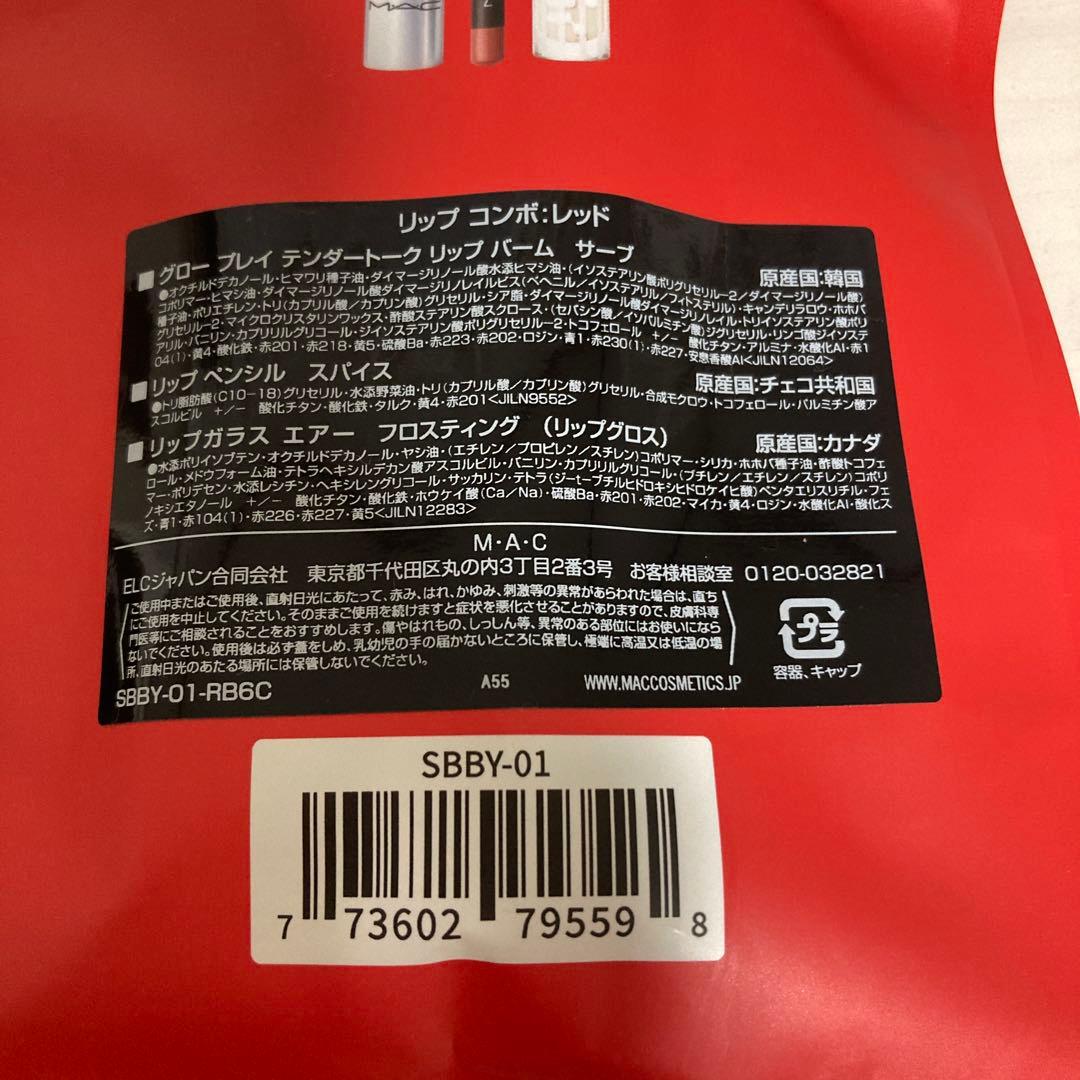 MAC
リップ コンボ:レッド
■グロー プレイ テンダートーク リップ バーム サーブ 原産国:韓国
●オクチルドデカノール・ヒマワリ種子油・ダイマージリノール酸水添ヒマシ油・(イソステアリン酸ポリグリセリル-2/ダイマージリノール酸)
コポリマー・ヒマシ油・ダイマージリノール酸ダイマージリノレイルビス(ベヘニル/イソステアリル/フィトステリル)・キャンデリラロウ・ホホバ
種子油・ポリエチレン・トリ(カプリル酸/カプリン酸)グリセリル・シア脂・ダイマージリノール酸ダイマージリノレイル・トリイソステアリン酸ポリ
グリセリル-2・マイクロクリスタリンワックス・酢酸ステアリン酸スクロース・(セバシン酸/イソパルミチン酸)ジグリセリル・リンゴ酸ジイソステ
アリル・バニリン・カプリリルグリコール・ジイソステアリン酸ポリグリセリル-2・トコフェロール +/- 酸化チタン・アルミナ・水酸化Al・赤1
04(1)・黄4・酸化鉄・赤201・赤218・黄5・硫酸Ba・赤223・赤202・ロジン・青1・赤230(1)・赤227・安息香酸Al<JILN12064>
■リップ ペンシル スパイス 原産国:チェコ共和国
●トリ脂肪酸(C10-18)グリセリル・水添野菜油・トリ(カプリル酸/カプリン酸)グリセリル・合成モクロウ・トコフェロール・パルミチン酸ア
スコルビル +/- 酸化チタン・酸化鉄・タルク・黄4・赤201<JILN9552>
■リップガラス エアー フロスティング (リップグロス) 原産国:カナダ
●水添ポリイソブテン・オクチルドデカノール・ヤシ油・(エチレン/プロピレン/スチレン)コポリマー・シリカ・ホホバ種子油・酢酸トコフェ
ロール・メドウフォーム油・テトラヘキシルデカン酸アスコルビル・バニリン・カプリリルグリコール・(ブチレン/エチレン/スチレン)コポリ
マー・ポリデセン・水添レシチン・ヘキシレングリコール・サッカリン・テトラ(ジ-t-ブチルヒドロキシヒドロケイヒ酸)ペンタエリスリチル・フェ
ノキシエタノール +/- 酸化チタン・酸化鉄・ホウケイ酸(Ca/Na)・硫酸Ba・赤201・赤202・マイカ・黄4・ロジン・水酸化Al・酸化ス
ズ・青1・赤104(1)・赤226・赤227・黄5<JILN12283>
M・A・C
ELCジャパン合同会社 東京都千代田区丸の内3丁目2番3号 お客様相談室 0120-032821
ご使用中またはご使用後、直射日光にあたって、赤み、はれ、かゆみ、刺激等の異常があらわれた場合は、直ち
にご使用を中止してください。そのままご使用を続けますと症状を悪化させることがありますので、皮膚科専
門医等にご相談されることをおすすめします。傷やはれもの、しっしん等、異常のある部位にはお使いになら
ないでください。使用後は必ず蓋をしめ、乳幼児の手の届かないところに保管し、極端に高温又は低温の場
所、直射日光のあたる場所には保管しないでください。
プラ
容器、キャップ
SBBY-01-RB6C A55 WWW.MACCOSMETICS.JP
SBBY-01
7 73602 79559 8